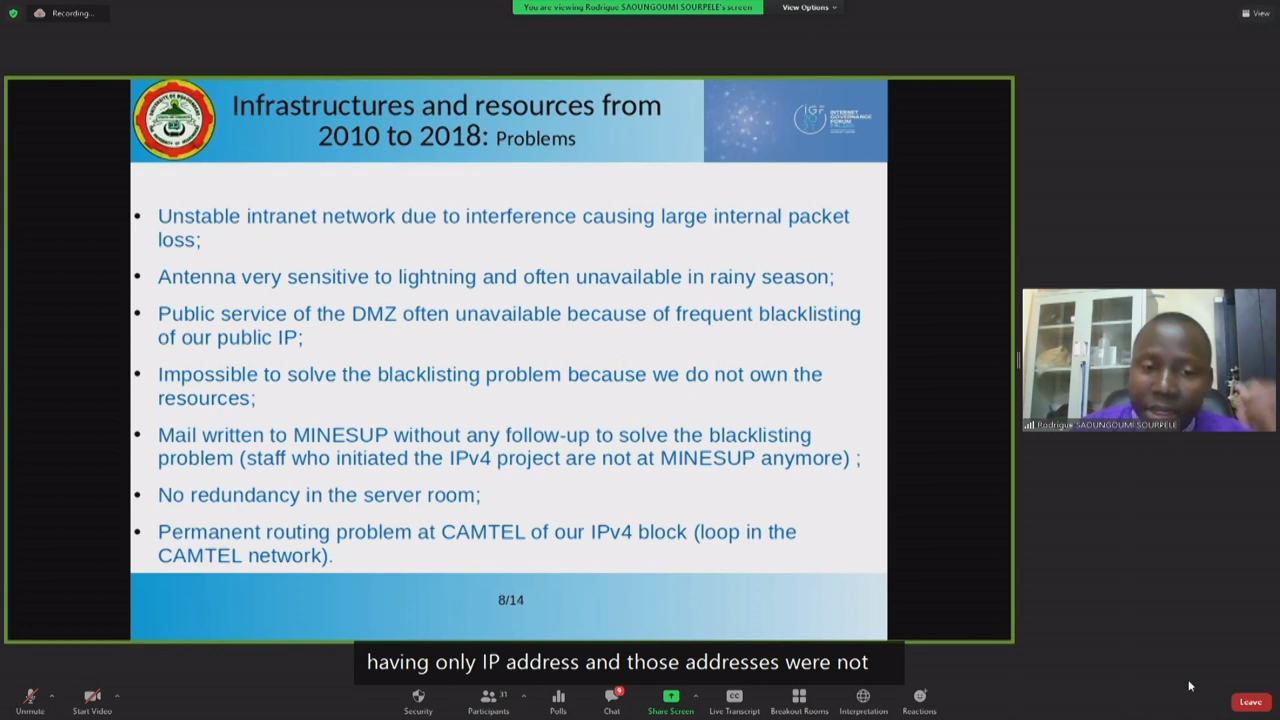 Recording...
You are viewing Rodrigue SAOUNGOUMI SOURPELE's screen
View Options
View
Infrastructures and resources from
2010 to 2018: Problems
IGF
INTERNET
GOVERNANCE
FORUM
• Unstable intranet network due to interference causing large internal packet
loss;
• Antenna very sensitive to lightning and often unavailable in rainy season;
• Public service of the DMZ often unavailable because of frequent blacklisting
of our public IP;
• Impossible to solve the blacklisting problem because we do not own the
resources;
• Mail written to MINESUP without any follow-up to solve the blacklisting
problem (staff who initiated the IPv4 project are not at MINESUP anymore) ;
• No redundancy in the server room;
• Permanent routing problem at CAMTEL of our IPv4 block (loop in the
CAMTEL network).
8/14
Rodrigue SAOUNGOUMI SOURPELE
having only IP address and those addresses were not
Unmute
Start Video
Security
Participants
31
Polls
Chat
9
Share Screen
Live Transcript
Breakout Rooms
Interpretation
Reactions
Leave